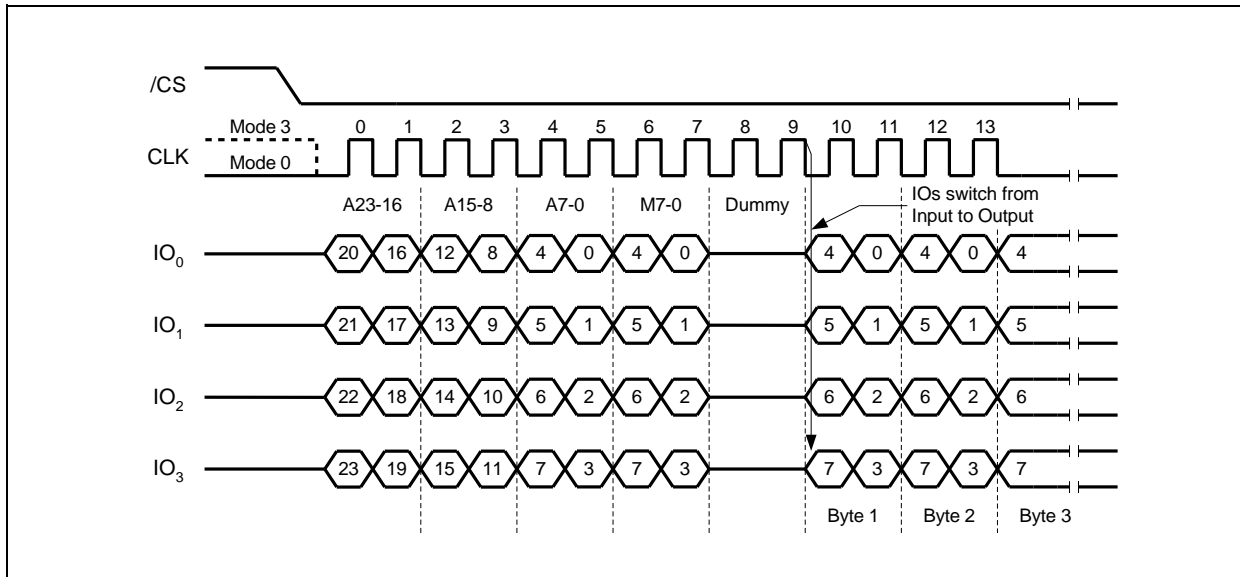 /CS
Mode 3 0 1 2 3 4 5 6 7 8 9 10 11 12 13
CLK
Mode 0
A23-16 A15-8 A7-0 M7-0 Dummy
IOs switch from
Input to Output
IO0 20 16 12 8 4 0 4 0 4 0 4 0 4
IO1 21 17 13 9 5 1 5 1 5 1 5 1 5
IO2 22 18 14 10 6 2 6 2 6 2 6 2 6
IO3 23 19 15 11 7 3 7 3 7 3 7 3 7
Byte 1 Byte 2 Byte 3